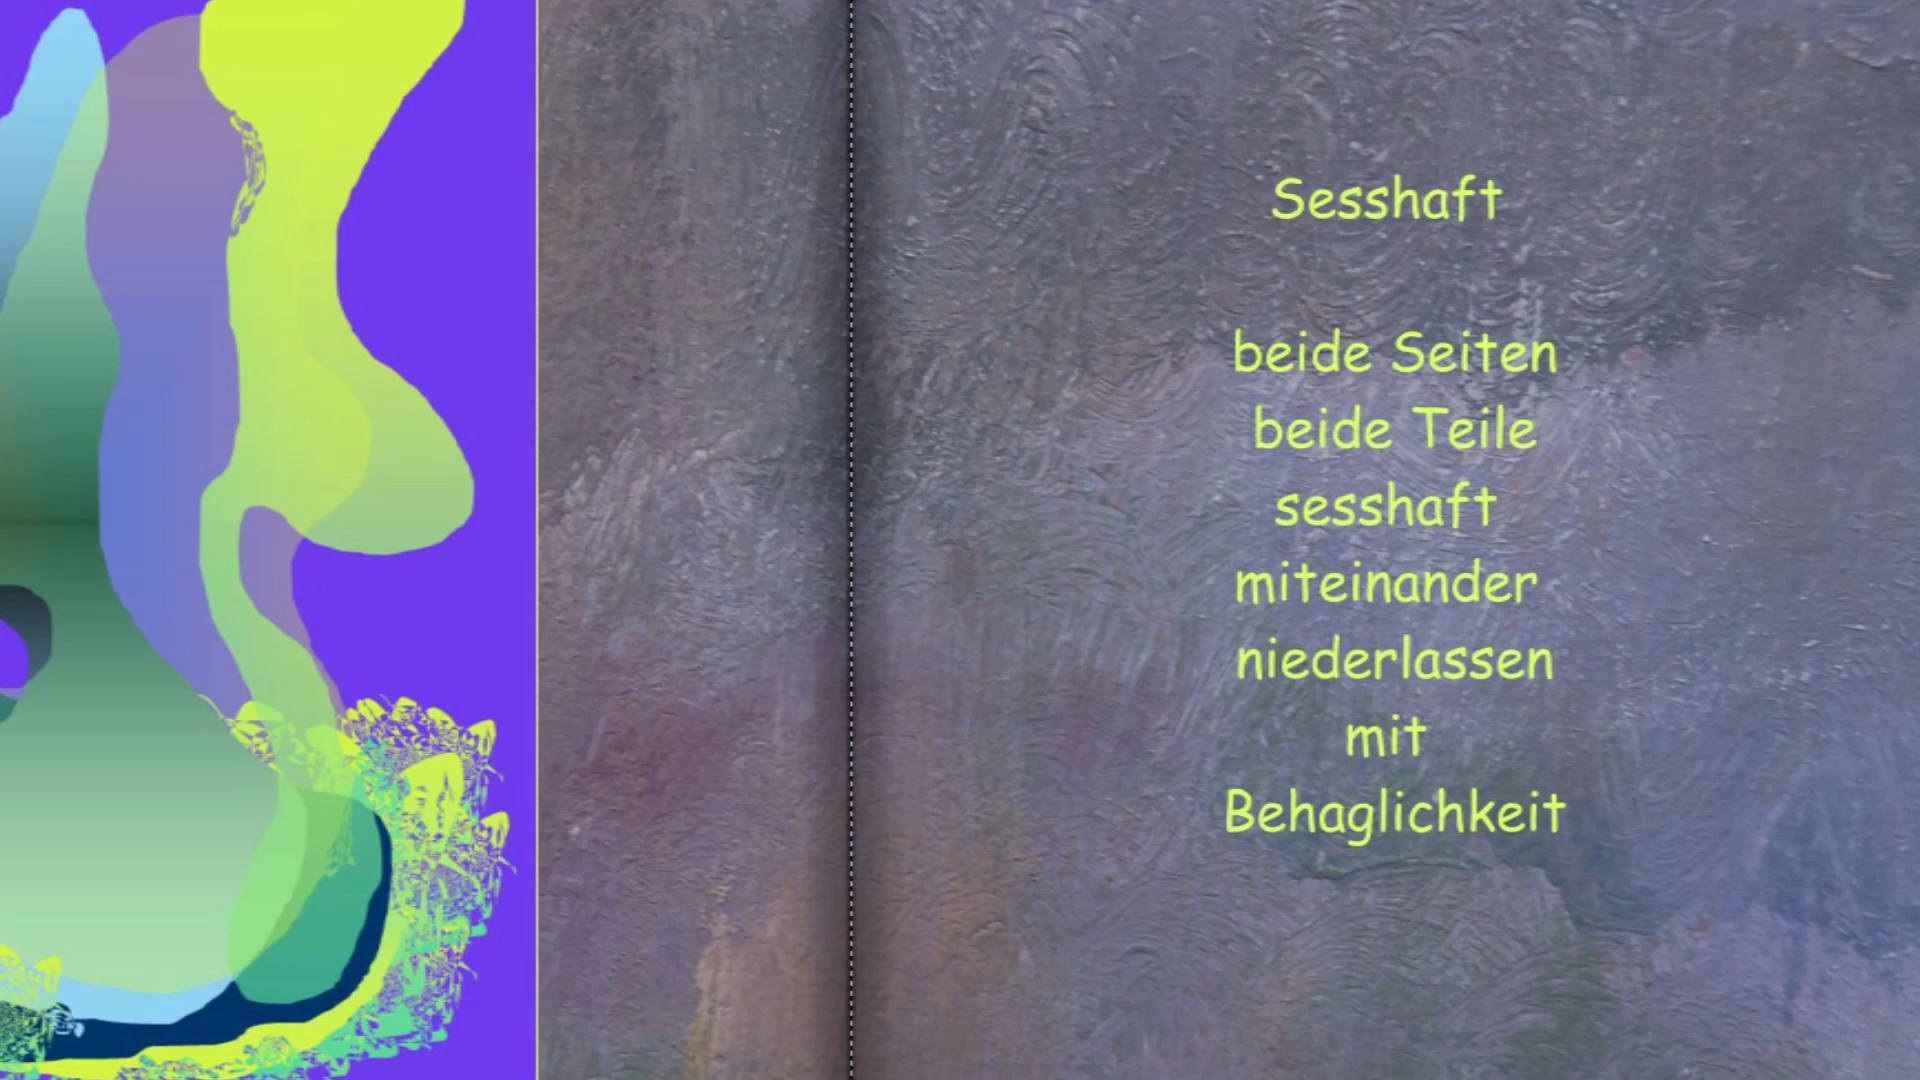 Sesshaft
beide Seiten
beide Teile
sesshaft
miteinander
niederlassen
mit
Behaglichkeit